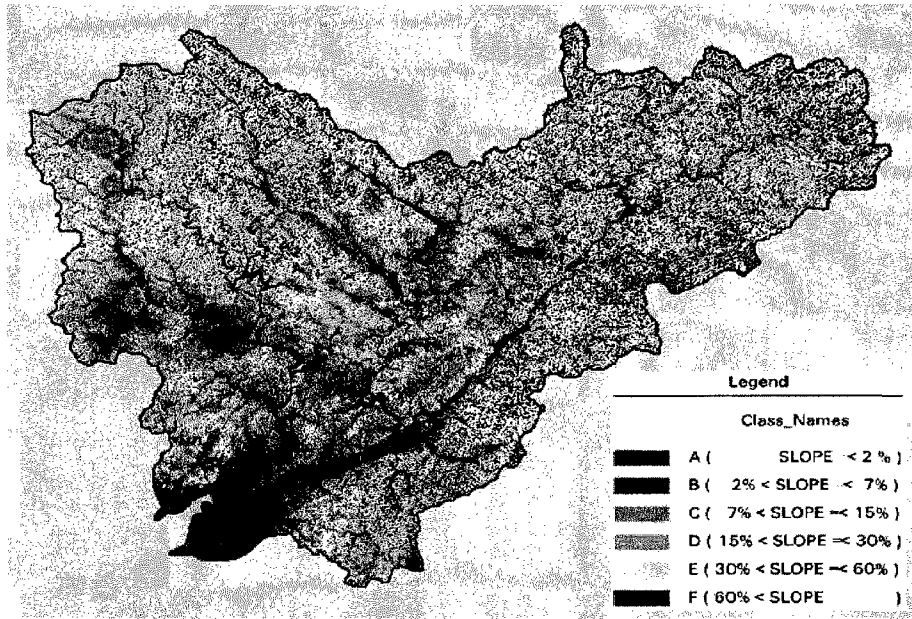 Legend
Class_Names
A ( SLOPE < 2 % )
B ( 2% < SLOPE < 7% )
C ( 7% < SLOPE =< 15% )
D ( 15% < SLOPE =< 30% )
E ( 30% < SLOPE =< 60% )
F ( 60% < SLOPE )